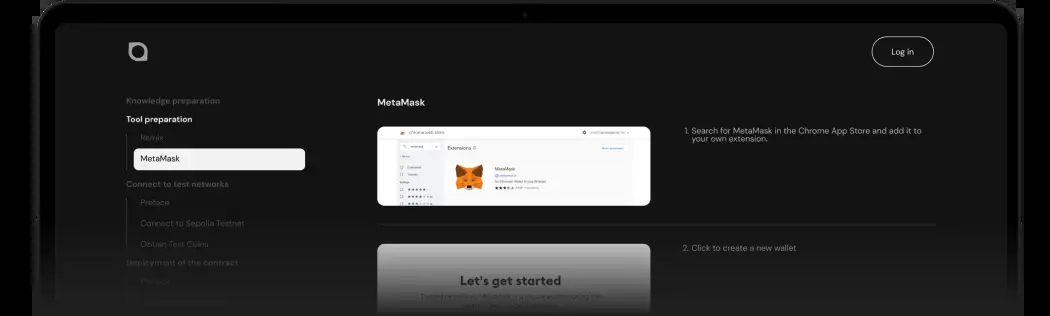 Log in
Knowledge preparation
Tool preparation
Remix
MetaMask
Connect to test networks
Preface
Connect to Sepolia Testnet
Obtain Test Coins
Deployment of the contract
Preface
MetaMask
chrome web store
Extensions
MetaMask
1. Search for MetaMask in the Chrome App Store and add it to
your own extension.
Let's get started
2. Click to create a new wallet